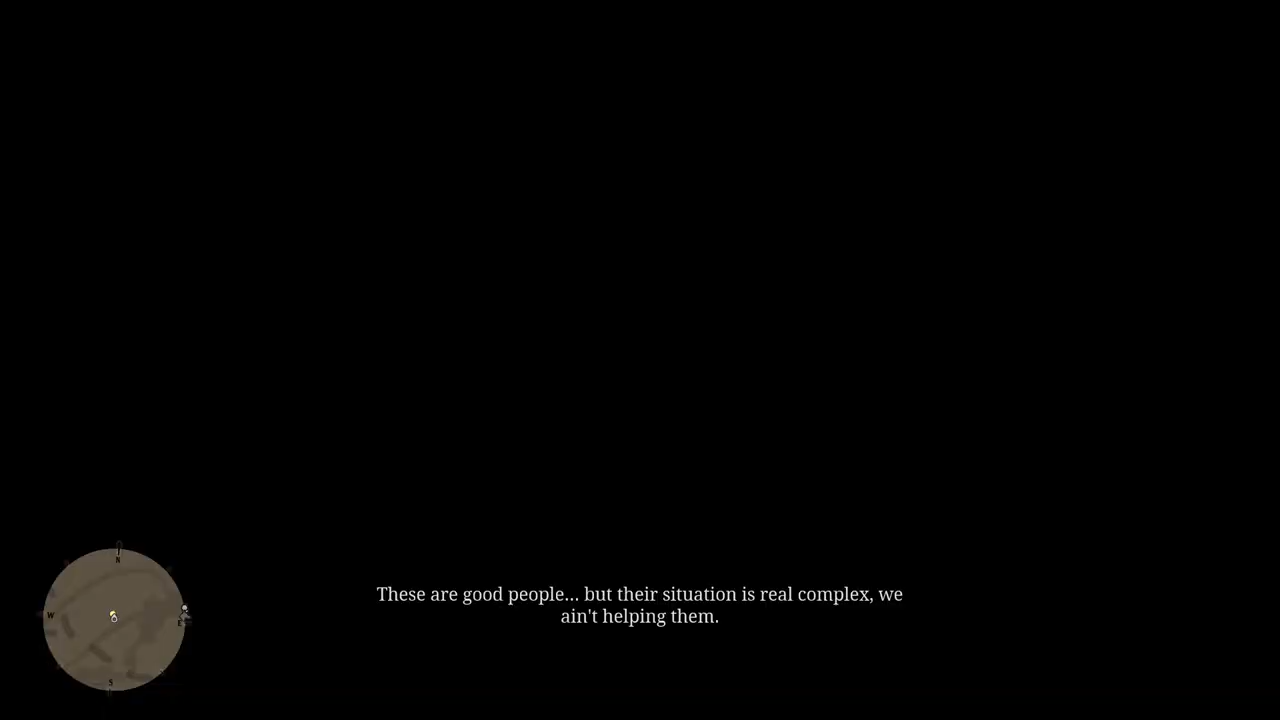 N
W
E
S
These are good people... but their situation is real complex, we
ain't helping them.